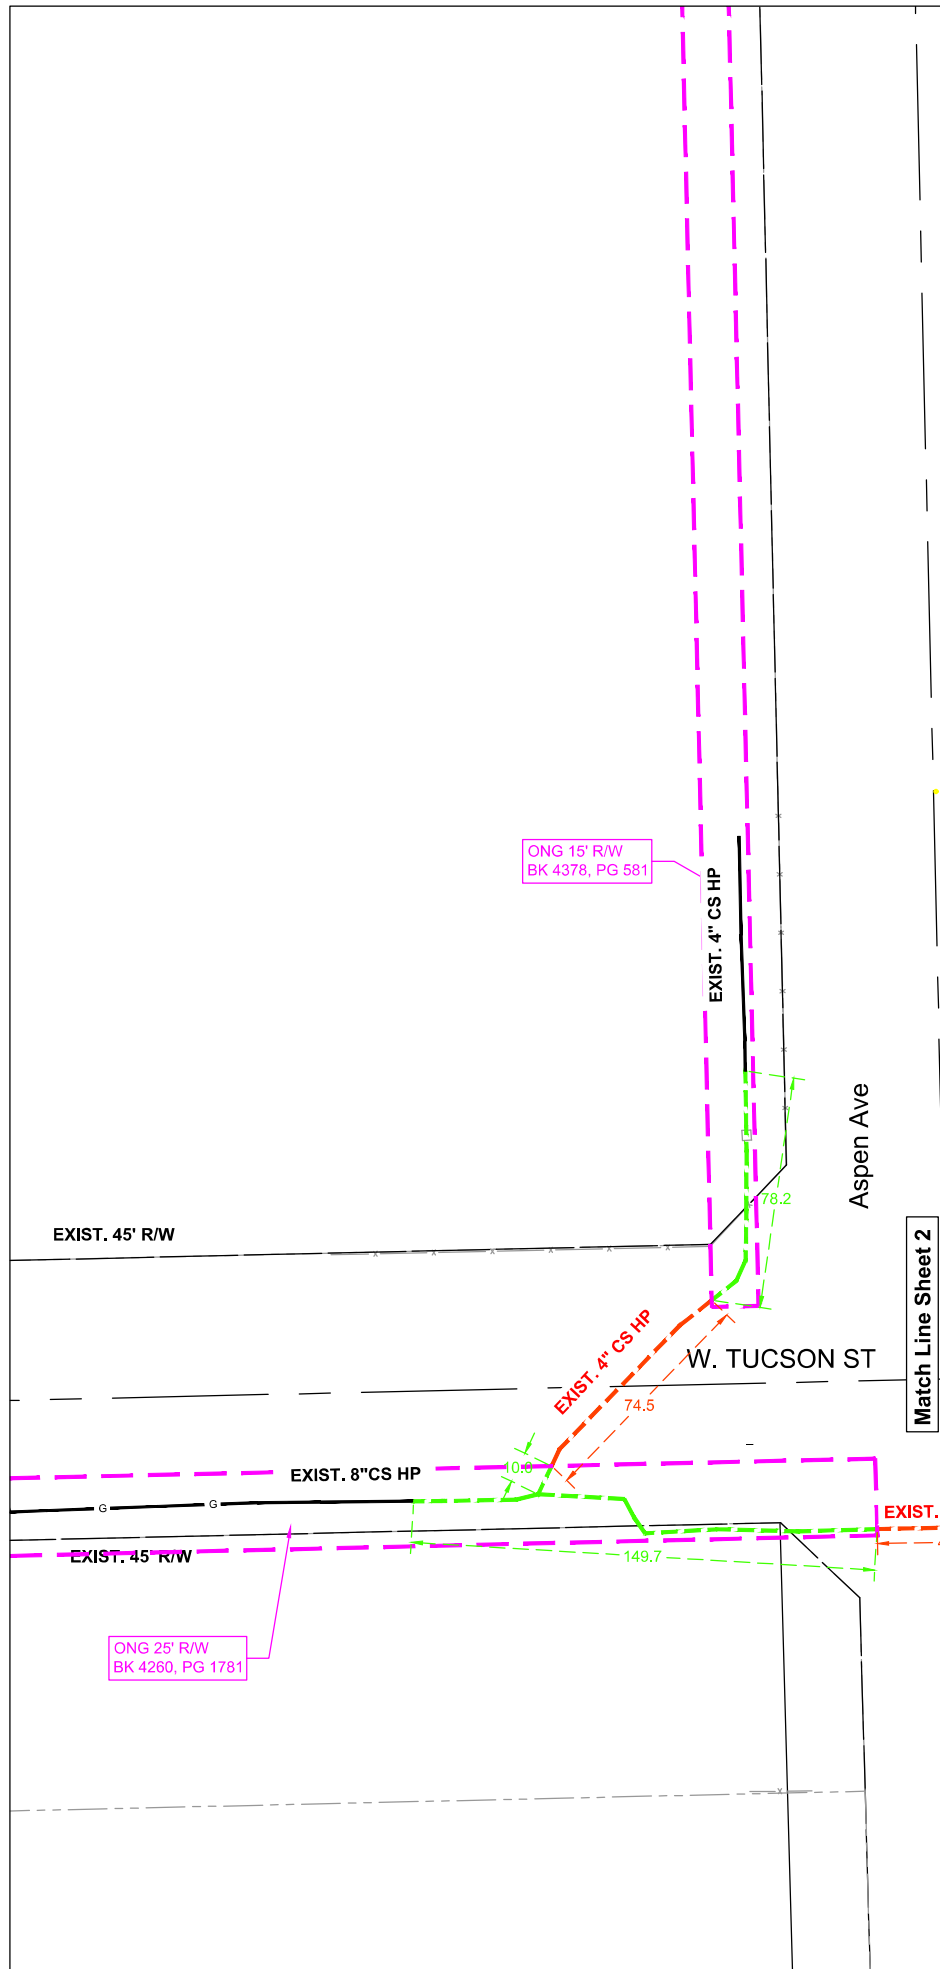 ONG 15' R/W
BK 4378, PG 581
EXIST. 4" CS HP
Aspen Ave
78.2
EXIST. 45' R/W
Match Line Sheet 2
EXIST. 4" CS HP
W. TUCSON ST
74.5
EXIST. 8"CS HP
G
G
EXIST.
EXIST. 45' R/W
149.7
ONG 25' R/W
BK 4260, PG 1781